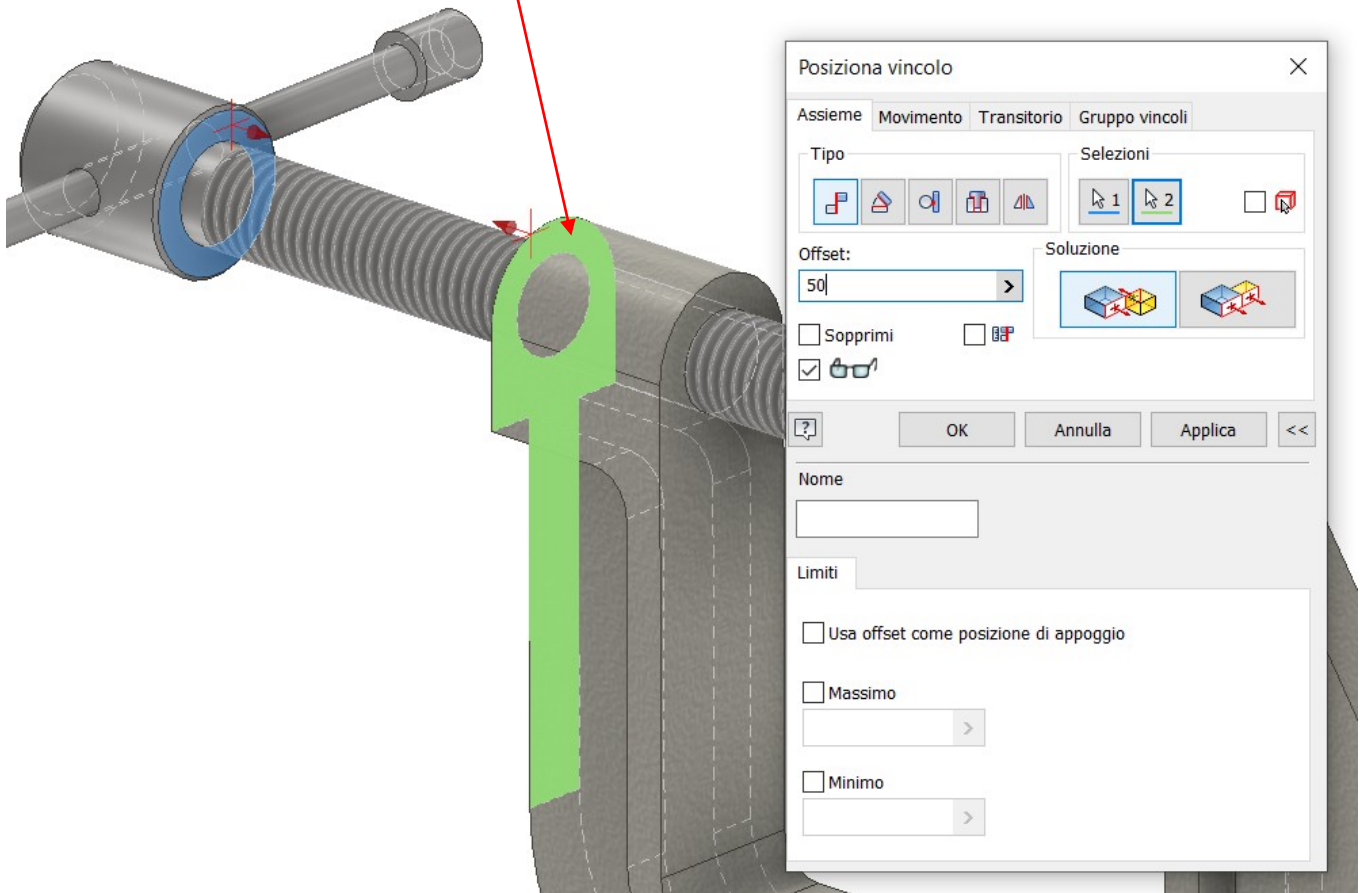 Posiziona vincolo
Assieme Movimento Transitorio Gruppo vincoli
Tipo
Selezioni
1 2
Offset:
Soluzione
50
Sopprimi
OK Annulla Applica <<
Nome
Limiti
Usa offset come posizione di appoggio
Massimo
Minimo